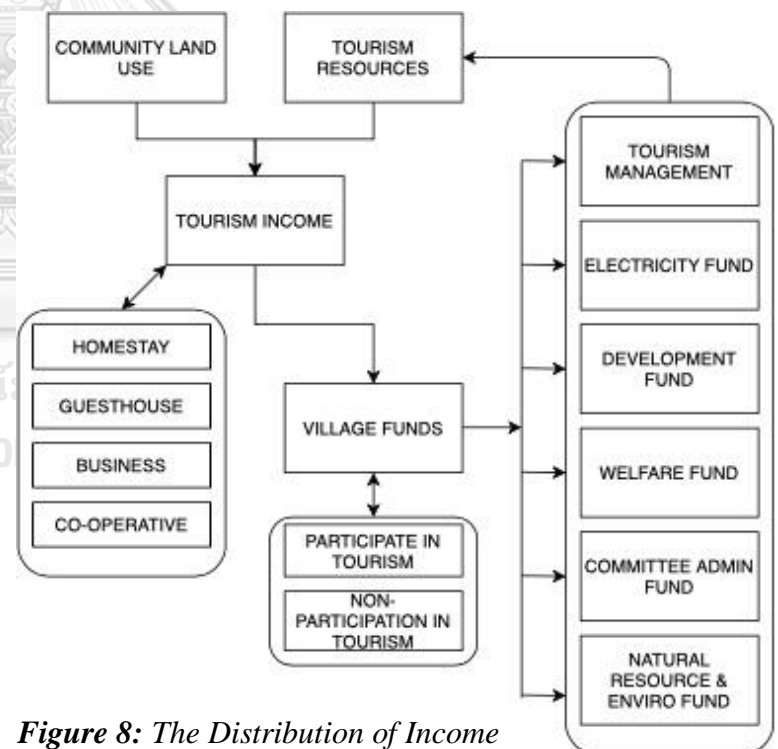 COMMUNITY LAND
USE
TOURISM
RESOURCES
TOURISM INCOME
HOMESTAY
GUESTHOUSE
BUSINESS
CO-OPERATIVE
VILLAGE FUNDS
PARTICIPATE IN
TOURISM
NON-
PARTICIPATION IN
TOURISM
TOURISM
MANAGEMENT
ELECTRICITY FUND
DEVELOPMENT
FUND
WELFARE FUND
COMMITTEE ADMIN
FUND
NATURAL
RESOURCE &
ENVIRO FUND
Figure 8: The Distribution of Income